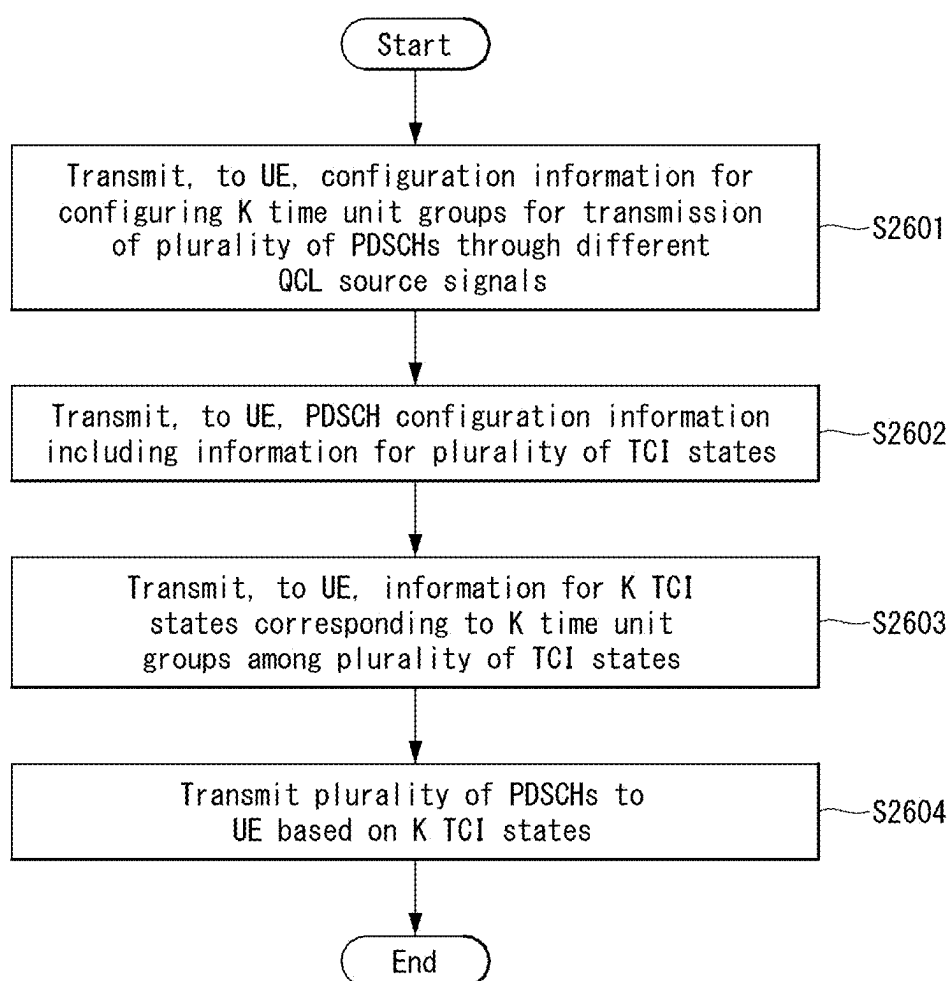 Start
Transmit, to UE, configuration information for
configuring K time unit groups for transmission
of plurality of PDSCHs through different
QCL source signals
S2601
Transmit, to UE, PDSCH configuration information
including information for plurality of TCI states
S2602
Transmit, to UE, information for K TCI
states corresponding to K time unit
groups among plurality of TCI states
S2603
Transmit plurality of PDSCHs to
UE based on K TCI states
S2604
End